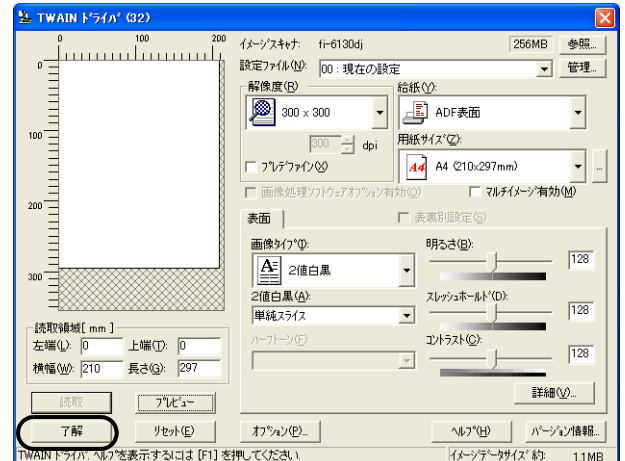 TWAIN ﾄﾞﾗｲﾊﾞ (32)
0 100 200
0
100
200
300
ｲﾒｰｼﾞｽｷｬﾅ: fi-6130dj 256MB 参照...
設定ﾌｧｲﾙ(N): 00 : 現在の設定 管理...
解像度(R)
300 × 300
300 dpi
ﾌﾟﾚﾃﾞﾌｧｲﾝ(X)
給紙(Y):
ADF表面
用紙ｻｲｽﾞ(Z):
A4 A4 (210x297mm) ...
画像処理ｿﾌﾄｳｪｱｵﾌﾟｼｮﾝ有効(O) ﾏﾙﾁｲﾒｰｼﾞ有効(M)
表面 表裏別設定(S)
画像ﾀｲﾌﾟ(I):
A 2値白黒
2値白黒(A):
単純ｽﾗｲｽ
ﾊｰﾌﾄｰﾝ(F):
明るさ(B):
128
ｽﾚｯｼｭﾎｰﾙﾄﾞ(D):
128
ｺﾝﾄﾗｽﾄ(C):
128
詳細(V)...
読取領域[ mm ]
左端(L): 0 上端(T): 0
横幅(W): 210 長さ(G): 297
読取 ﾌﾟﾚﾋﾞｭｰ
了解 ﾘｾｯﾄ(E) ｵﾌﾟｼｮﾝ(P)... ﾍﾙﾌﾟ(H) ﾊﾞｰｼﾞｮﾝ情報...
TWAIN ﾄﾞﾗｲﾊﾞ. ﾍﾙﾌﾟを表示するには [F1] を押してください. ｲﾒｰｼﾞﾃﾞｰﾀｻｲｽﾞ 約: 1.1MB